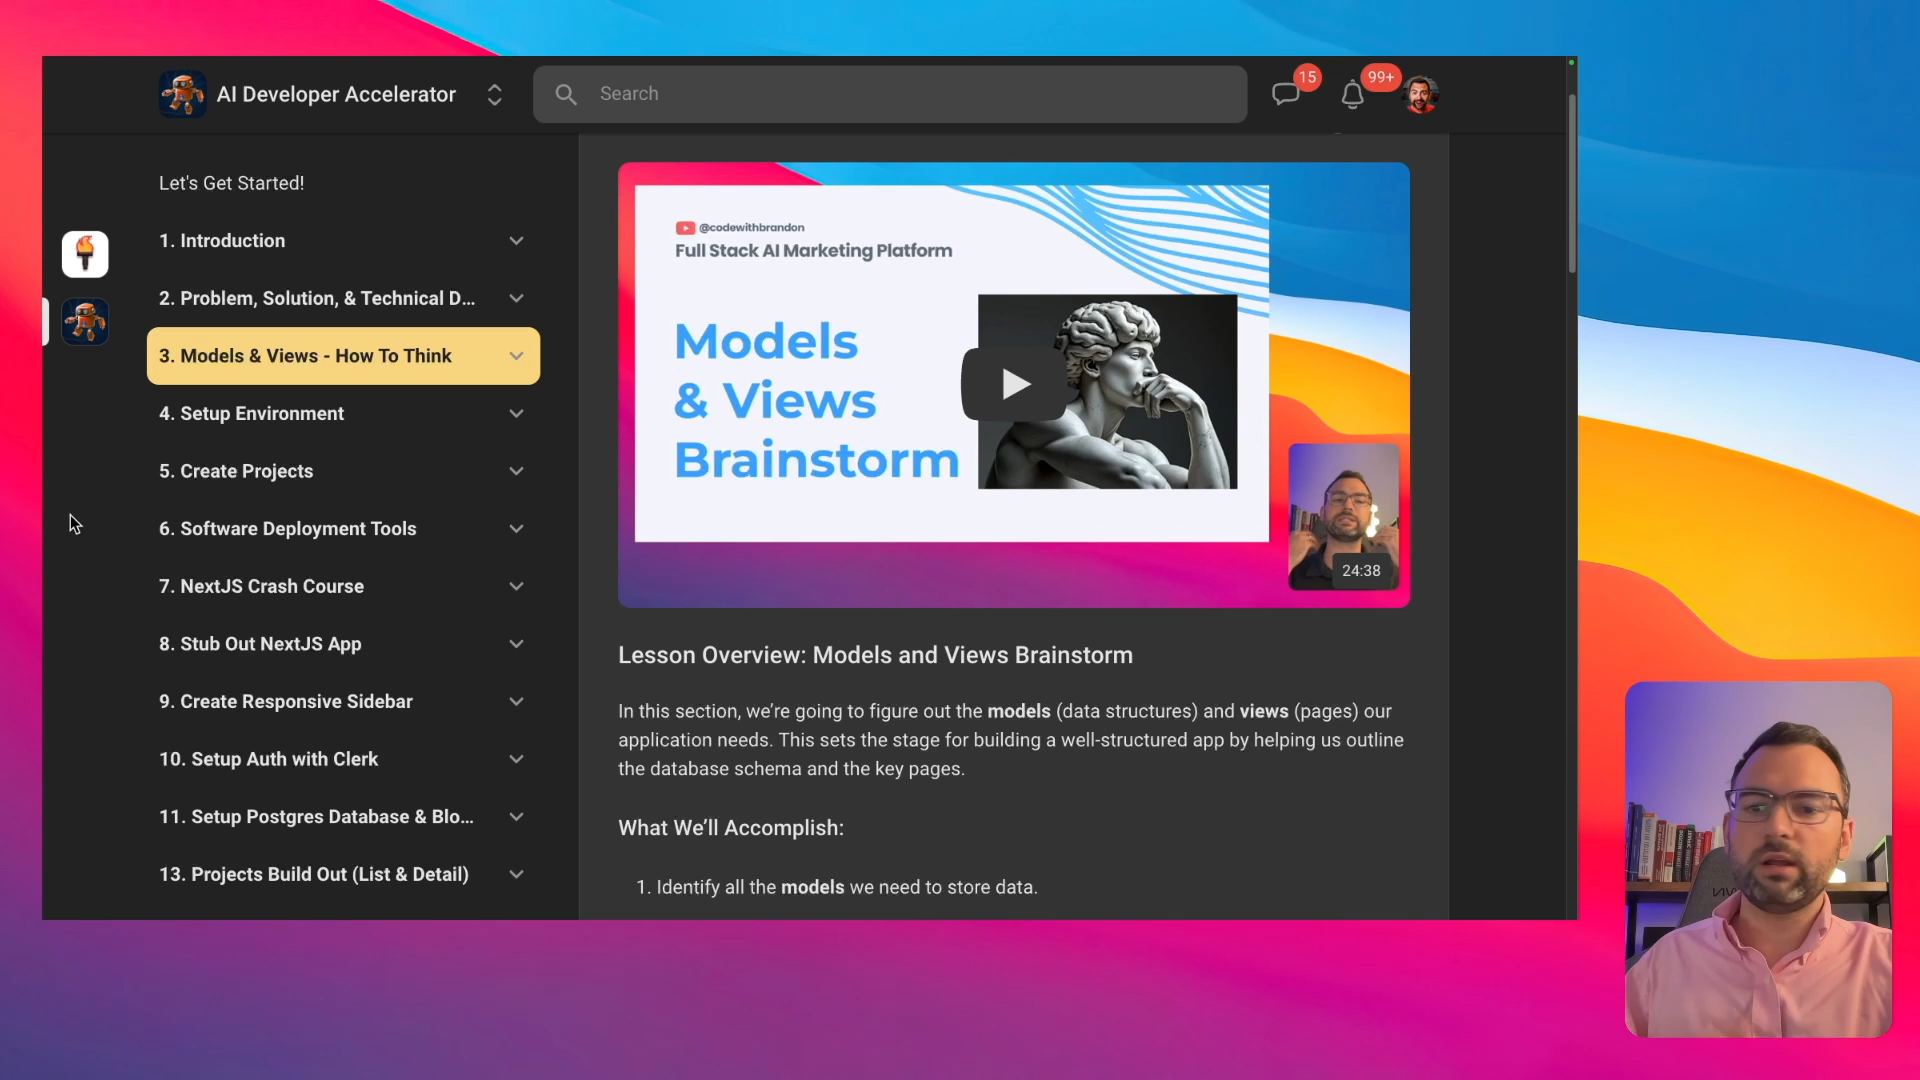 AI Developer Accelerator
Search
15
99+
Let's Get Started!
1. Introduction
2. Problem, Solution, & Technical D...
3. Models & Views - How To Think
4. Setup Environment
5. Create Projects
6. Software Deployment Tools
7. NextJS Crash Course
8. Stub Out NextJS App
9. Create Responsive Sidebar
10. Setup Auth with Clerk
11. Setup Postgres Database & Blo...
13. Projects Build Out (List & Detail)
@codewithbrandon
Full Stack AI Marketing Platform
Models
& Views
Brainstorm
24:38
Lesson Overview: Models and Views Brainstorm
In this section, we’re going to figure out the models (data structures) and views (pages) our
application needs. This sets the stage for building a well-structured app by helping us outline
the database schema and the key pages.
What We’ll Accomplish:
1. Identify all the models we need to store data.